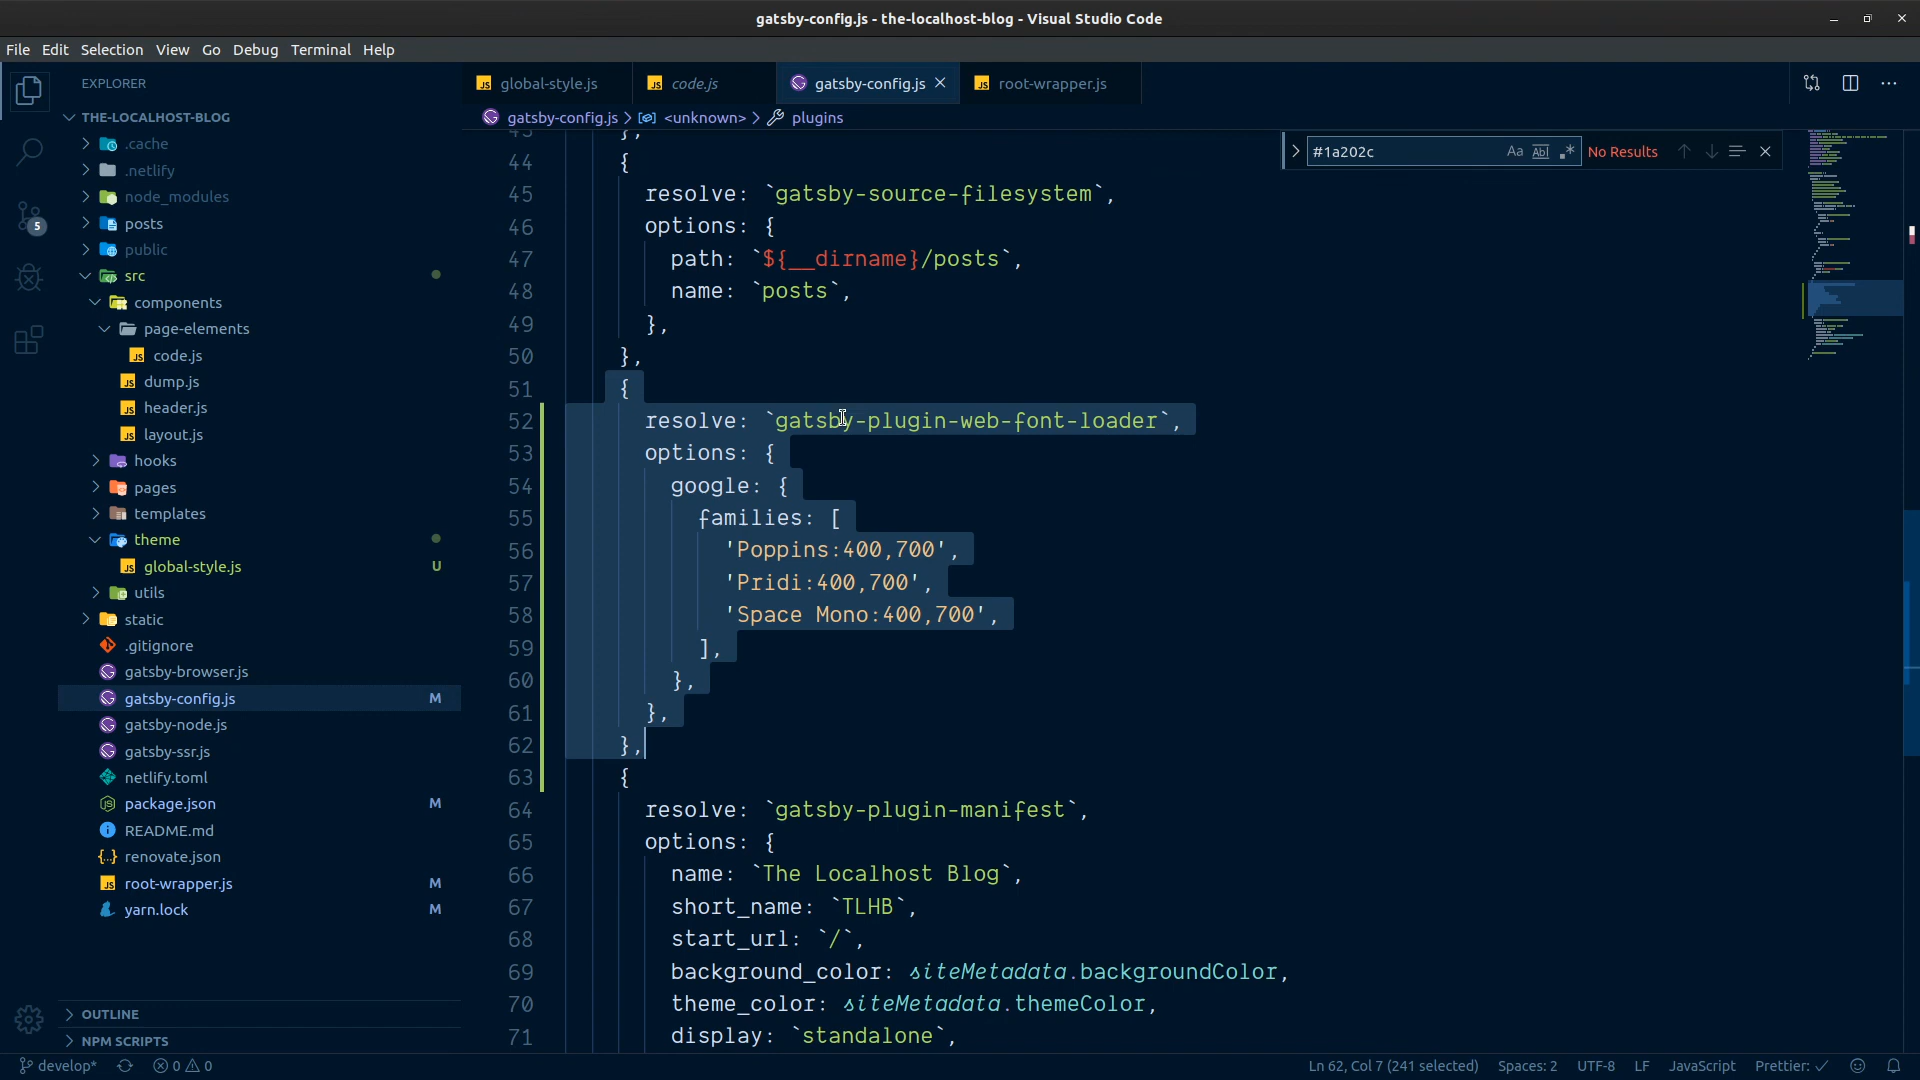 gatsby-config.js - the-localhost-blog - Visual Studio Code
File Edit Selection View Go Debug Terminal Help
EXPLORER
THE-LOCALHOST-BLOG
.cache
.netlify
node_modules
posts
public
src
components
page-elements
code.js
dump.js
header.js
layout.js
hooks
pages
templates
theme
global-style.js U
utils
static
.gitignore
gatsby-browser.js
gatsby-config.js M
gatsby-node.js
gatsby-ssr.js
netlify.toml
package.json M
README.md
renovate.json
root-wrapper.js M
yarn.lock M
OUTLINE
NPM SCRIPTS
5
global-style.js code.js gatsby-config.js root-wrapper.js
gatsby-config.js > <unknown> > plugins
#1a202c Aa Abl .* No Results
43 },
44 {
45 resolve: `gatsby-source-filesystem`,
46 options: {
47 path: `${__dirname}/posts`,
48 name: `posts`,
49 },
50 },
51 {
52 resolve: `gatsby-plugin-web-font-loader`,
53 options: {
54 google: {
55 families: [
56 'Poppins:400,700',
57 'Pridi:400,700',
58 'Space Mono:400,700',
59 ],
60 },
61 },
62 },
63 {
64 resolve: `gatsby-plugin-manifest`,
65 options: {
66 name: `The Localhost Blog`,
67 short_name: `TLHB`,
68 start_url: `/`,
69 background_color: siteMetadata.backgroundColor,
70 theme_color: siteMetadata.themeColor,
71 display: `standalone`,
develop* 0 0 Ln 62, Col 7 (241 selected) Spaces: 2 UTF-8 LF JavaScript Prettier: ✓